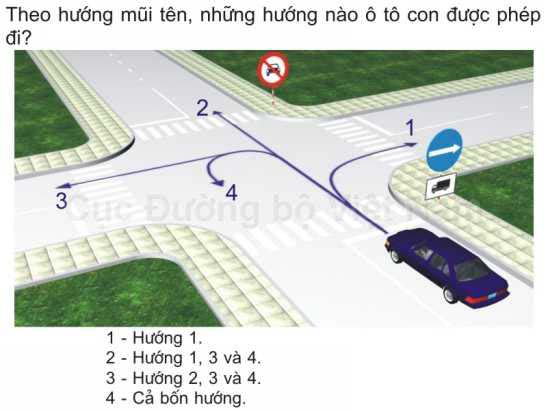 Theo hướng mũi tên, những hướng nào ô tô con được phép
đi?
2
1
3
4
Cục Đường bộ Việt Nam
1 - Hướng 1.
2 - Hướng 1, 3 và 4.
3 - Hướng 2, 3 và 4.
4 - Cả bốn hướng.